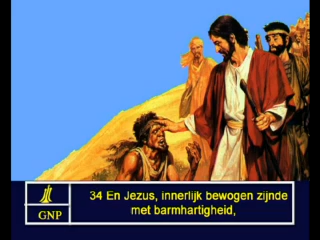 34 En Jezus, innerlijk bewogen zijnde
met barmhartigheid,
GNP